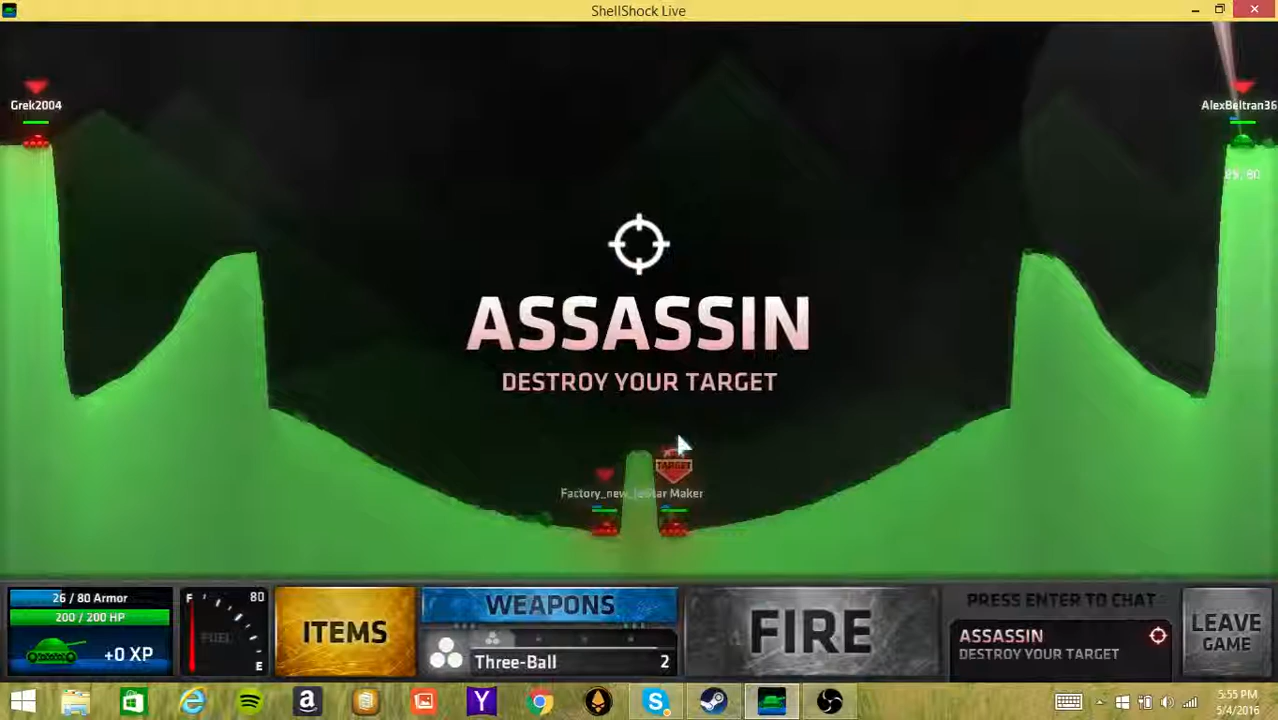 ShellShock Live
Grek2004
AlexBeltran36
ASSASSIN
DESTROY YOUR TARGET
TARGET
Factory_new
Star Maker
26 / 80 Armor
200 / 200 HP
+0 XP
F
80
FUEL
E
ITEMS
WEAPONS
Three-Ball
2
FIRE
PRESS ENTER TO CHAT
ASSASSIN
DESTROY YOUR TARGET
LEAVE
GAME
5:55 PM
5/4/2016